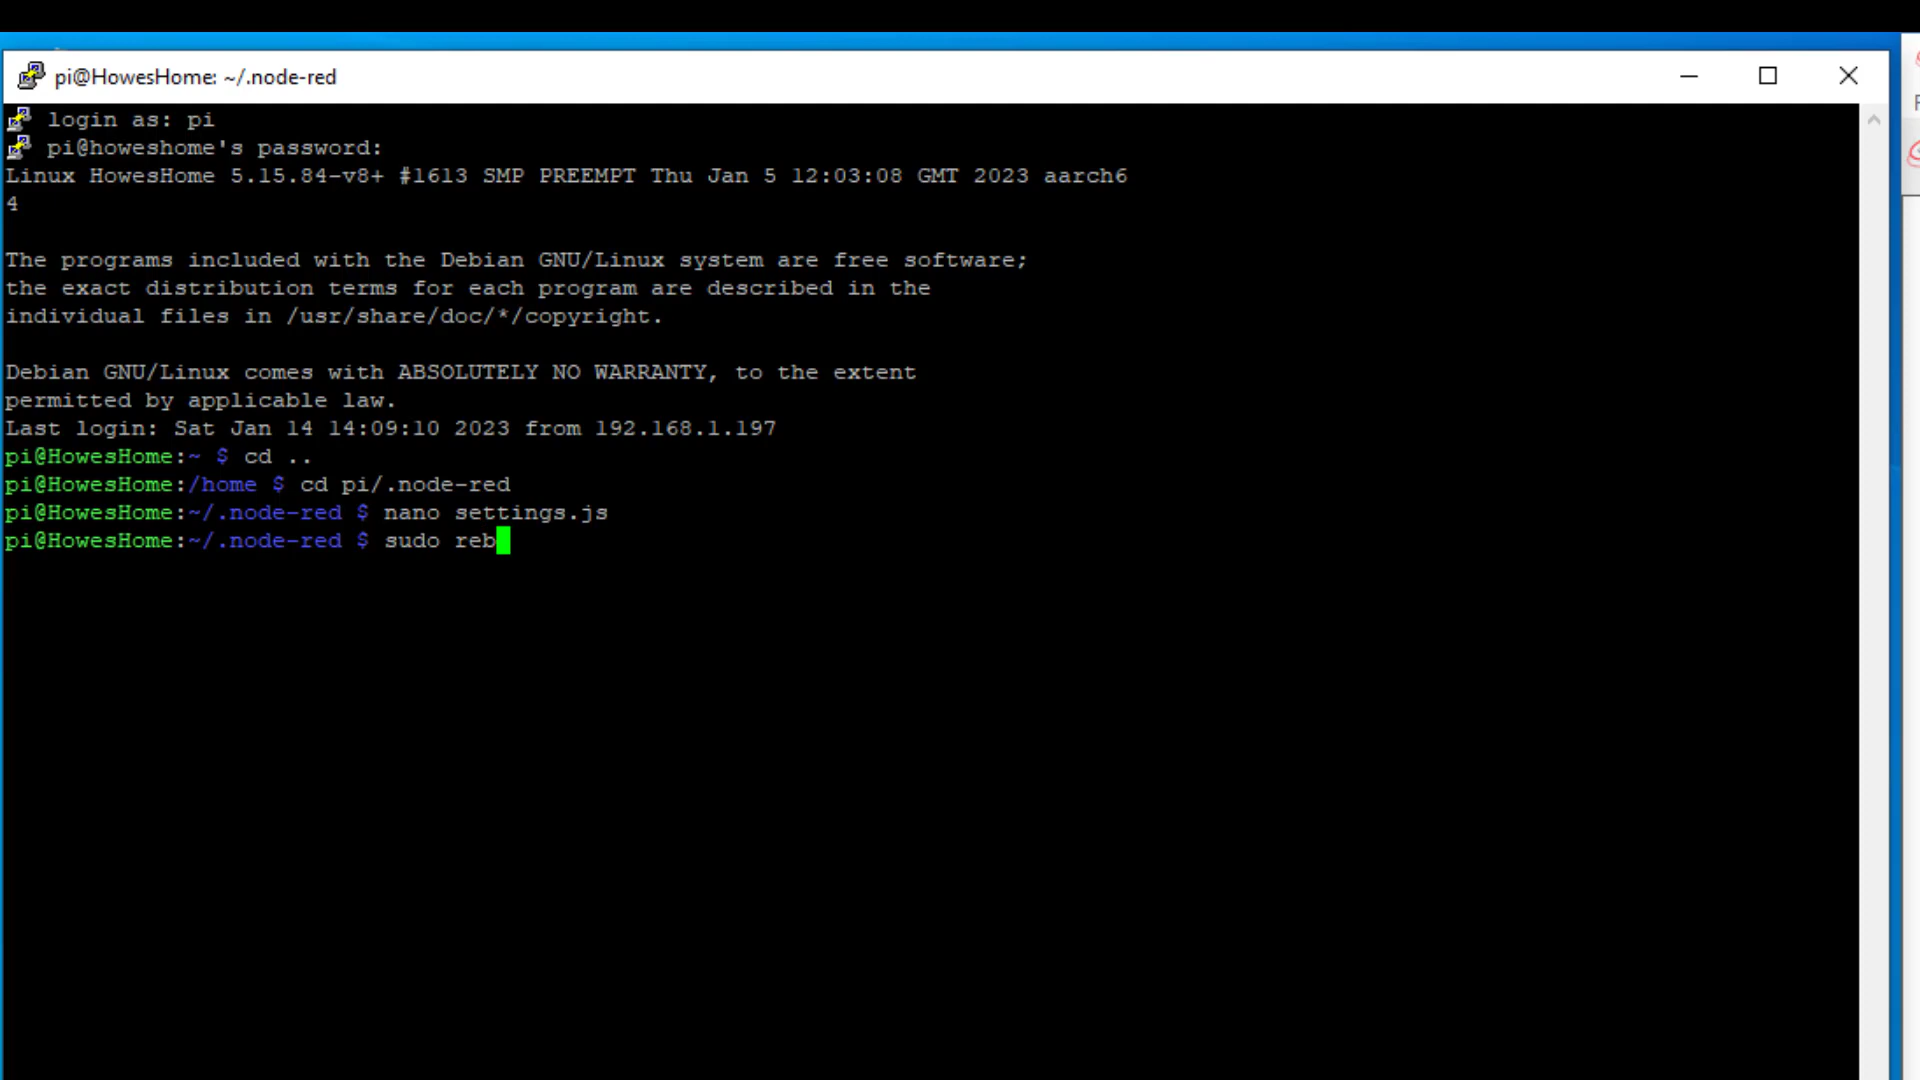 pi@HowesHome: ~/.node-red
login as: pi
pi@howeshome's password:
Linux HowesHome 5.15.84-v8+ #1613 SMP PREEMPT Thu Jan 5 12:03:08 GMT 2023 aarch6
4
The programs included with the Debian GNU/Linux system are free software;
the exact distribution terms for each program are described in the
individual files in /usr/share/doc/*/copyright.
Debian GNU/Linux comes with ABSOLUTELY NO WARRANTY, to the extent
permitted by applicable law.
Last login: Sat Jan 14 14:09:10 2023 from 192.168.1.197
pi@HowesHome:~ $ cd ..
pi@HowesHome:/home $ cd pi/.node-red
pi@HowesHome:~/.node-red $ nano settings.js
pi@HowesHome:~/.node-red $ sudo reb